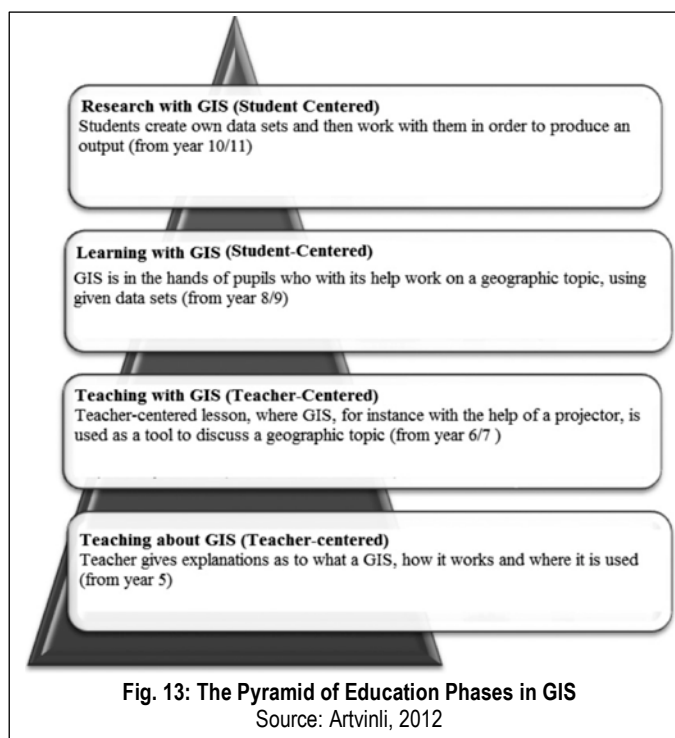 Research with GIS (Student Centered)
Students create own data sets and then work with them in order to produce an
output (from year 10/11)
Learning with GIS (Student-Centered)
GIS is in the hands of pupils who with its help work on a geographic topic, using
given data sets (from year 8/9)
Teaching with GIS (Teacher-Centered)
Teacher-centered lesson, where GIS, for instance with the help of a projector, is
used as a tool to discuss a geographic topic (from year 6/7 )
Teaching about GIS (Teacher-centered)
Teacher gives explanations as to what a GIS, how it works and where it is used
(from year 5)
Fig. 13: The Pyramid of Education Phases in GIS
Source: Artvinli, 2012